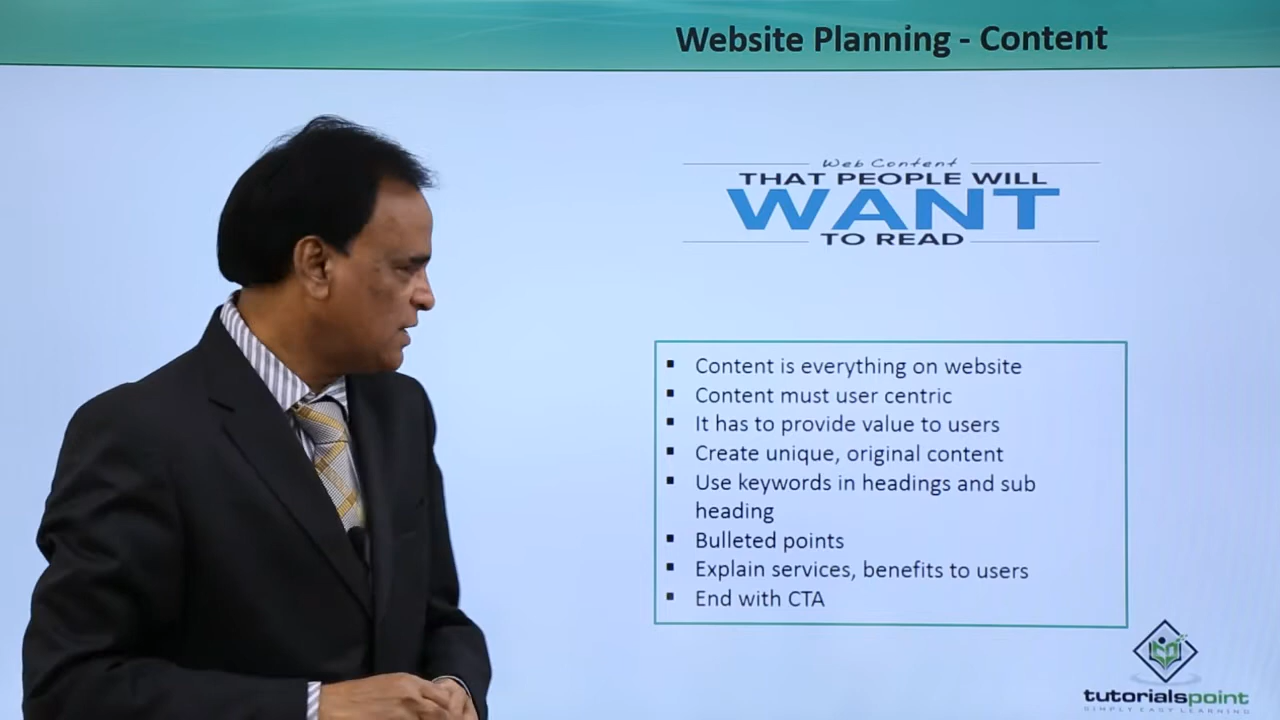 Website Planning - Content
Web Content
THAT PEOPLE WILL
WANT
TO READ
▪ Content is everything on website
▪ Content must user centric
▪ It has to provide value to users
▪ Create unique, original content
▪ Use keywords in headings and sub
heading
▪ Bulleted points
▪ Explain services, benefits to users
▪ End with CTA
tutorialspoint
SIMPLY EASY LEARNING